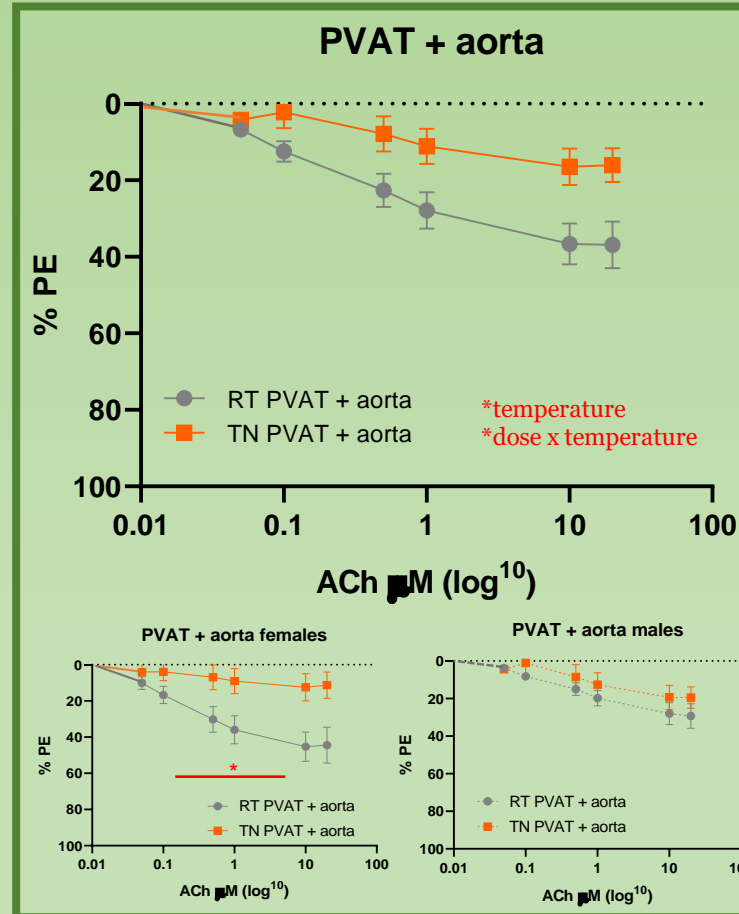 PVAT + aorta
0
20
40
60
80
100
% PE
RT PVAT + aorta
TN PVAT + aorta
*temperature
*dose x temperature
0.01 0.1 1 10 100
ACh μM (log¹⁰)
PVAT + aorta females
0
20
40
60
80
100
% PE
*
RT PVAT + aorta
TN PVAT + aorta
0.01 0.1 1 10 100
ACh μM (log¹⁰)
PVAT + aorta males
0
20
40
60
80
100
% PE
RT PVAT + aorta
TN PVAT + aorta
0.01 0.1 1 10
ACh μM (log¹⁰)